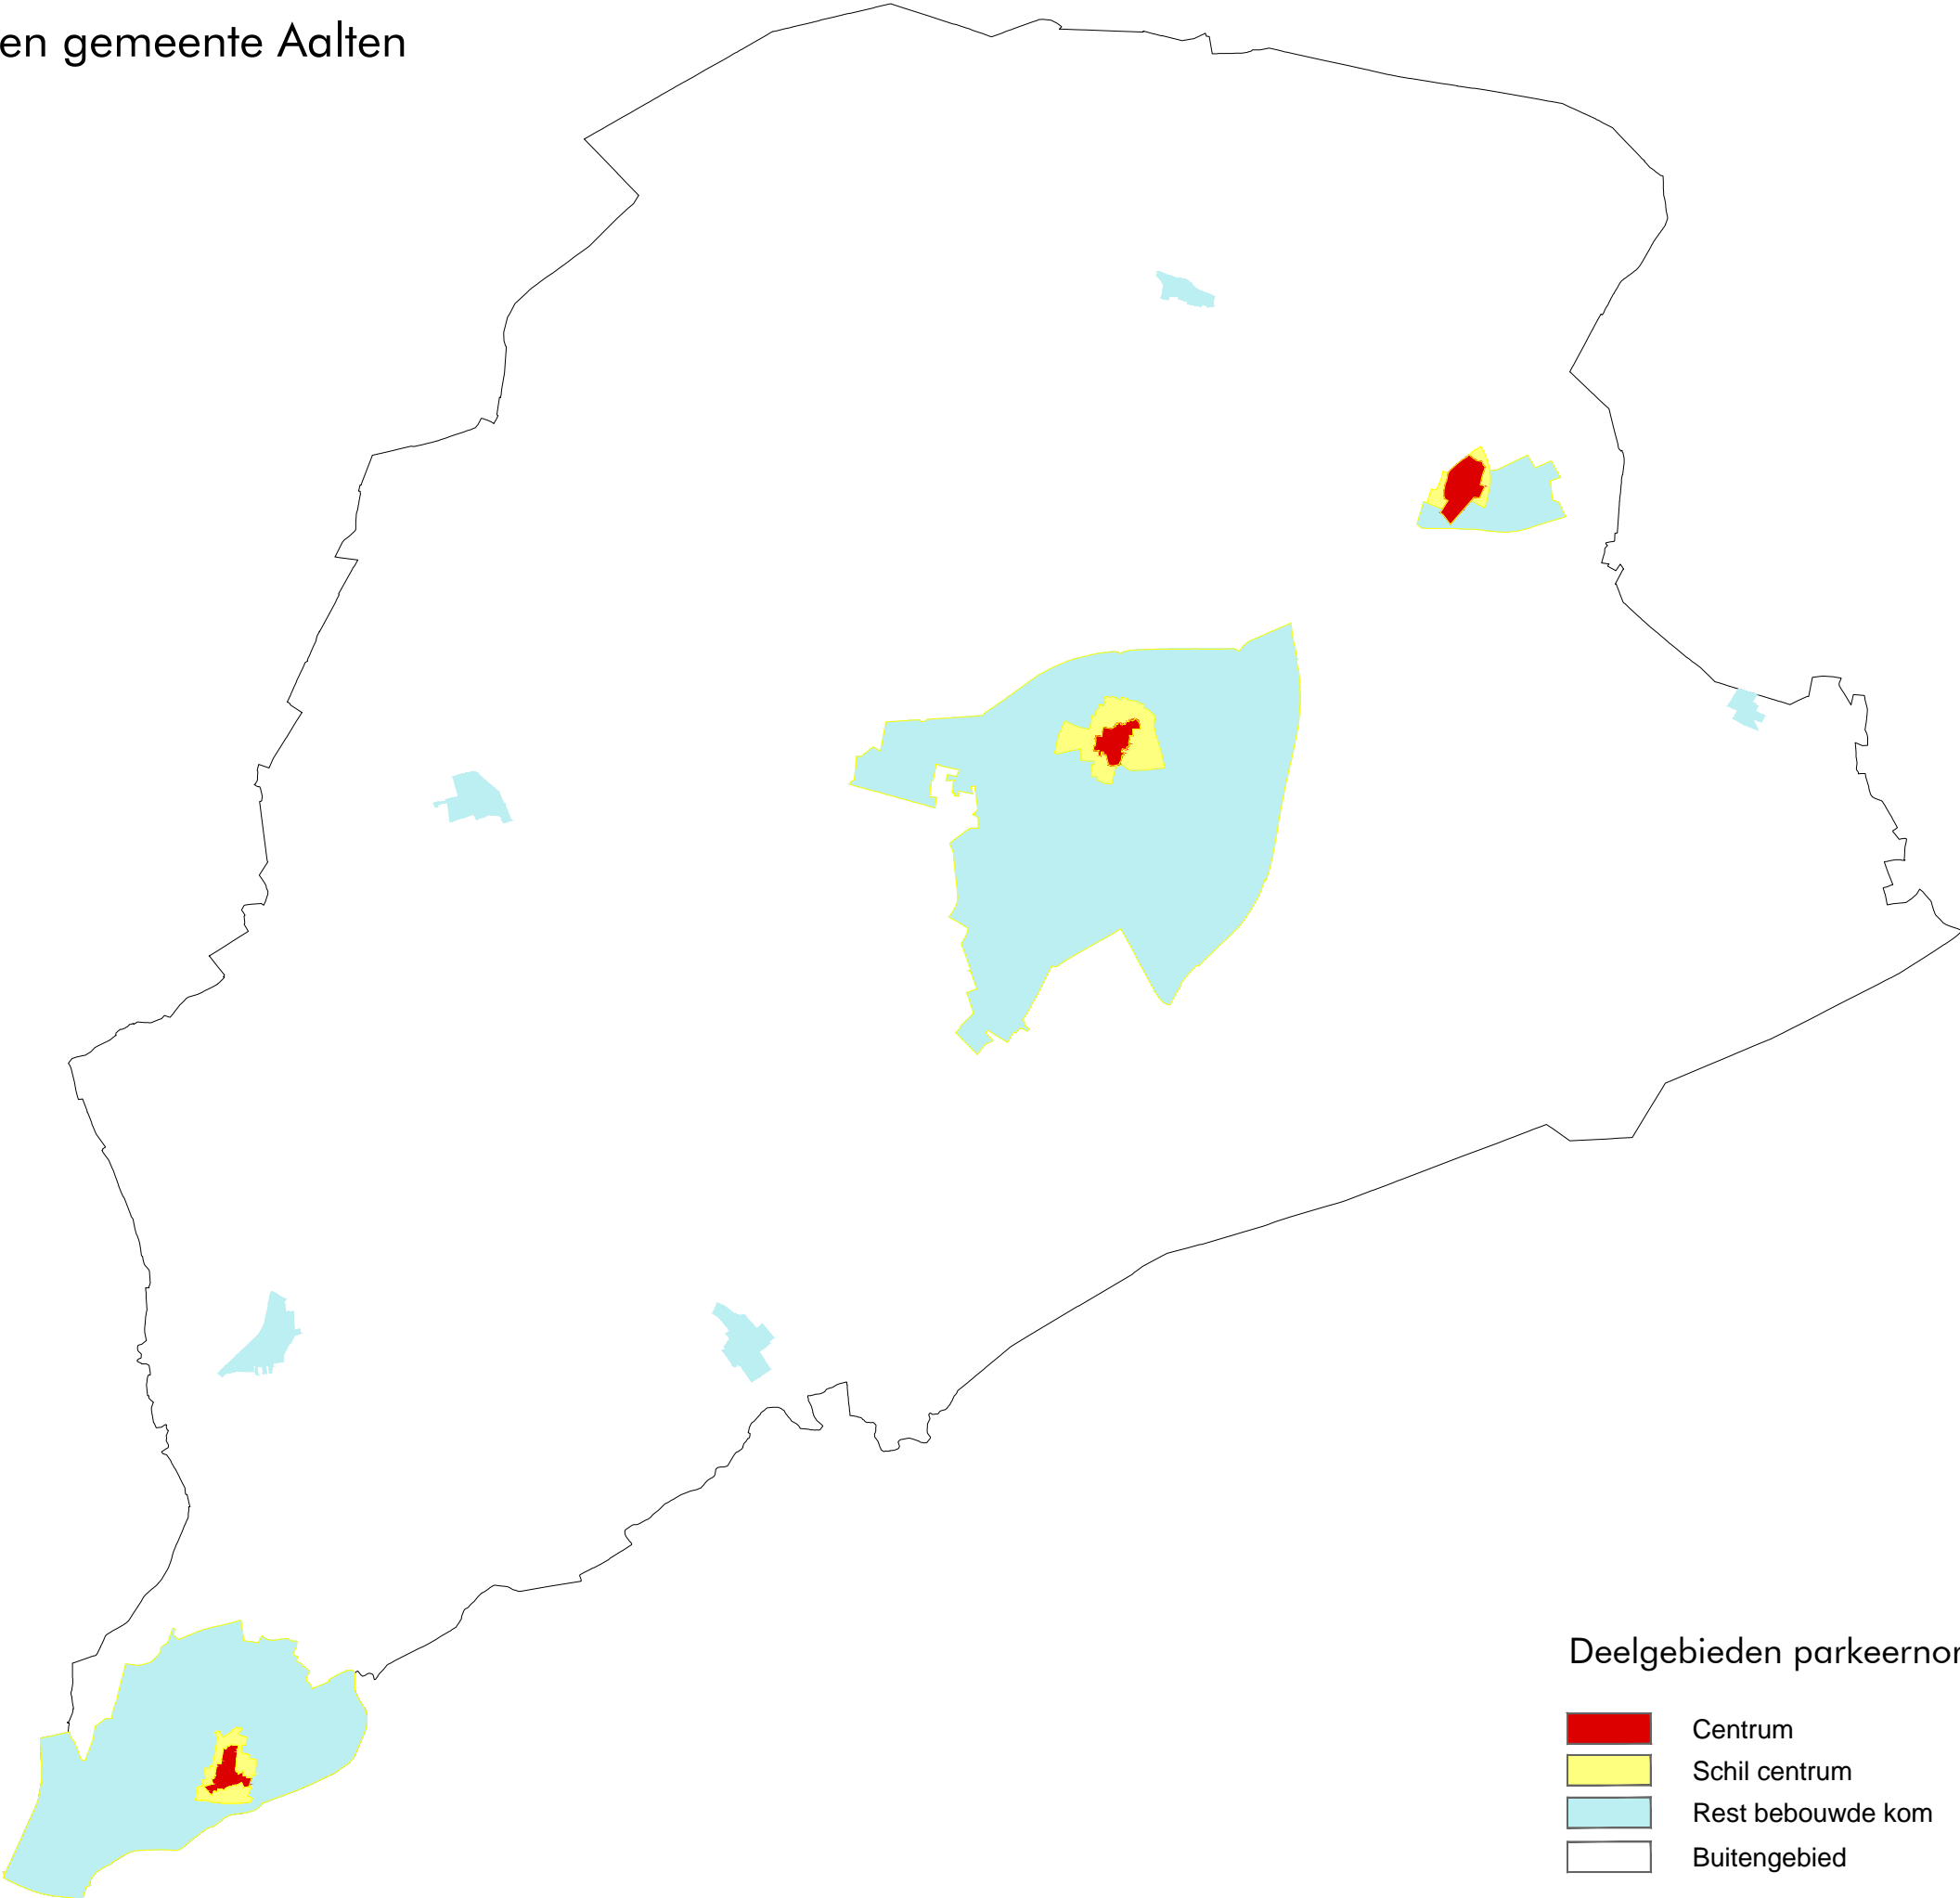 en gemeente Aalten
Deelgebieden parkeernor
Centrum
Schil centrum
Rest bebouwde kom
Buitengebied